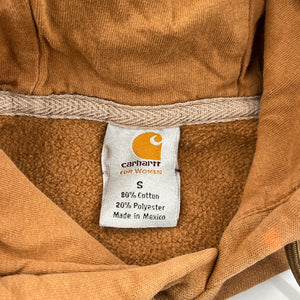 carhartt
FOR WOMEN
S
80% Cotton
20% Polyester
Made in Mexico